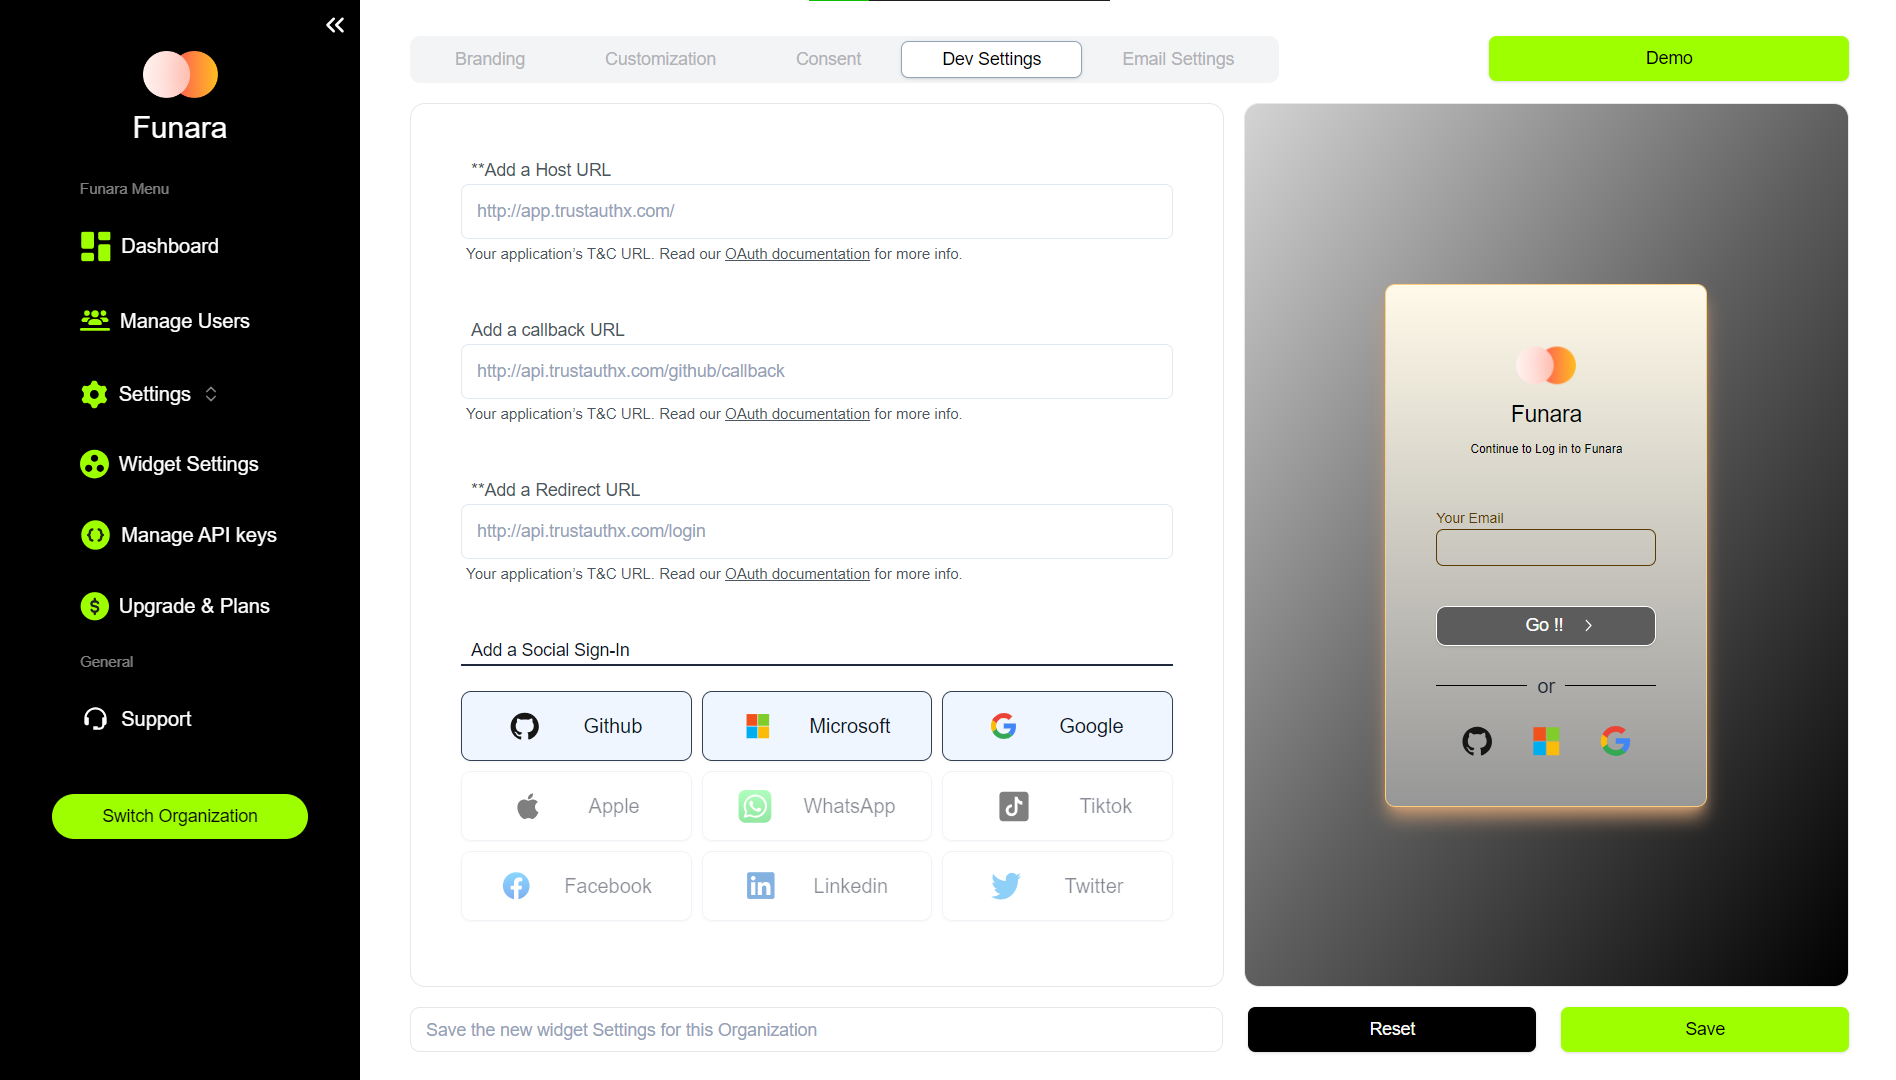 Funara
Funara Menu
Dashboard
Manage Users
Settings
Widget Settings
Manage API keys
Upgrade & Plans
General
Support
Switch Organization
Branding
Customization
Consent
Dev Settings
Email Settings
Demo
**Add a Host URL
http://app.trustauthx.com/
Your application's T&C URL. Read our OAuth documentation for more info.
Add a callback URL
http://api.trustauthx.com/github/callback
Your application's T&C URL. Read our OAuth documentation for more info.
**Add a Redirect URL
http://api.trustauthx.com/login
Your application's T&C URL. Read our OAuth documentation for more info.
Add a Social Sign-In
Github
Microsoft
Google
Apple
WhatsApp
Tiktok
Facebook
Linkedin
Twitter
Funara
Continue to Log in to Funara
Your Email
Go !!
or
Save the new widget Settings for this Organization
Reset
Save